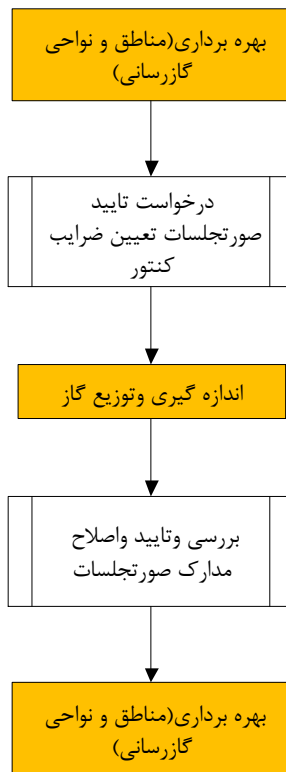 بهره برداری(مناطق و نواحی
گازرسانی)
درخواست تایید
صورتجلسات تعیین ضرایب
کنتور
اندازه گیری وتوزیع گاز
بررسی وتایید واصلاح
مدارک صورتجلسات
بهره برداری(مناطق و نواحی
گازرسانی)